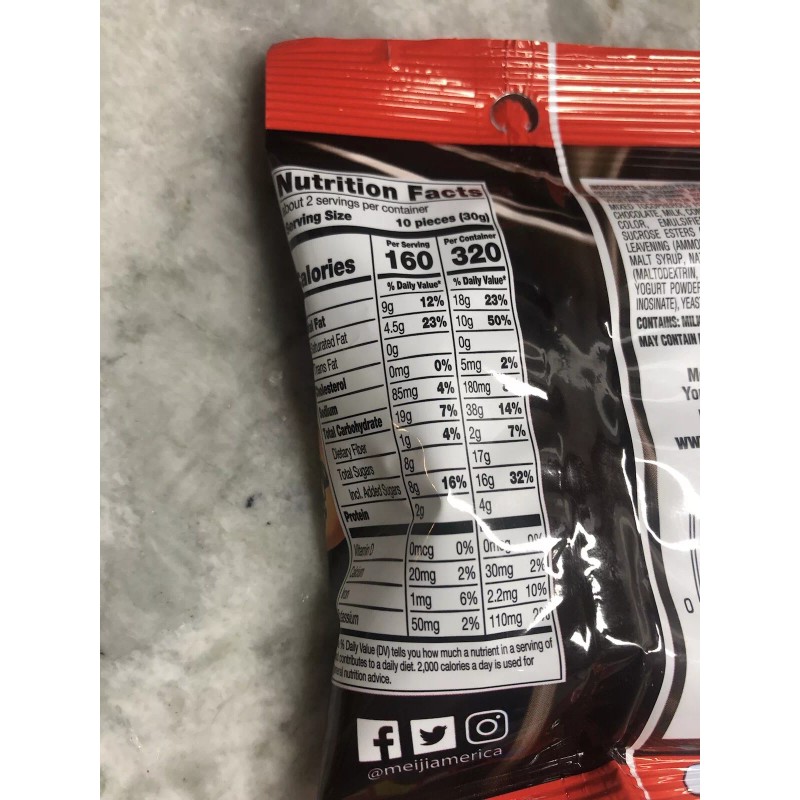 Nutrition Facts
about 2 servings per container
Serving Size 10 pieces (30g)
Calories
Per Serving 160
Per Container 320
% Daily Value* % Daily Value*
Fat 9g 12% 18g 23%
Saturated Fat 4.5g 23% 10g 50%
Trans Fat 0g 0g
Cholesterol 0mg 0% 5mg 2%
Sodium 85mg 4% 180mg
Total Carbohydrate 19g 7% 38g 14%
Dietary Fiber 1g 4% 2g 7%
Total Sugars 8g 17g
Incl. Added Sugars 8g 16% 16g 32%
Protein 2g 4g
Vitamin D 0mcg 0% 0%
Calcium 20mg 2% 30mg 2%
Iron 1mg 6% 2.2mg 10%
Potassium 50mg 2% 110mg
% Daily Value (DV) tells you how much a nutrient in a serving of
contributes to a daily diet. 2,000 calories a day is used for
nutrition advice.
@meijiamerica
CHOCOLATE, MILK,
COLOR,
SUCROSE ESTERS
LEAVENING
MALT SYRUP,
(MALTODEXTRIN,
YOGURT POWDER
INOSINATE),
CONTAINS:
MAY CONTAIN
0